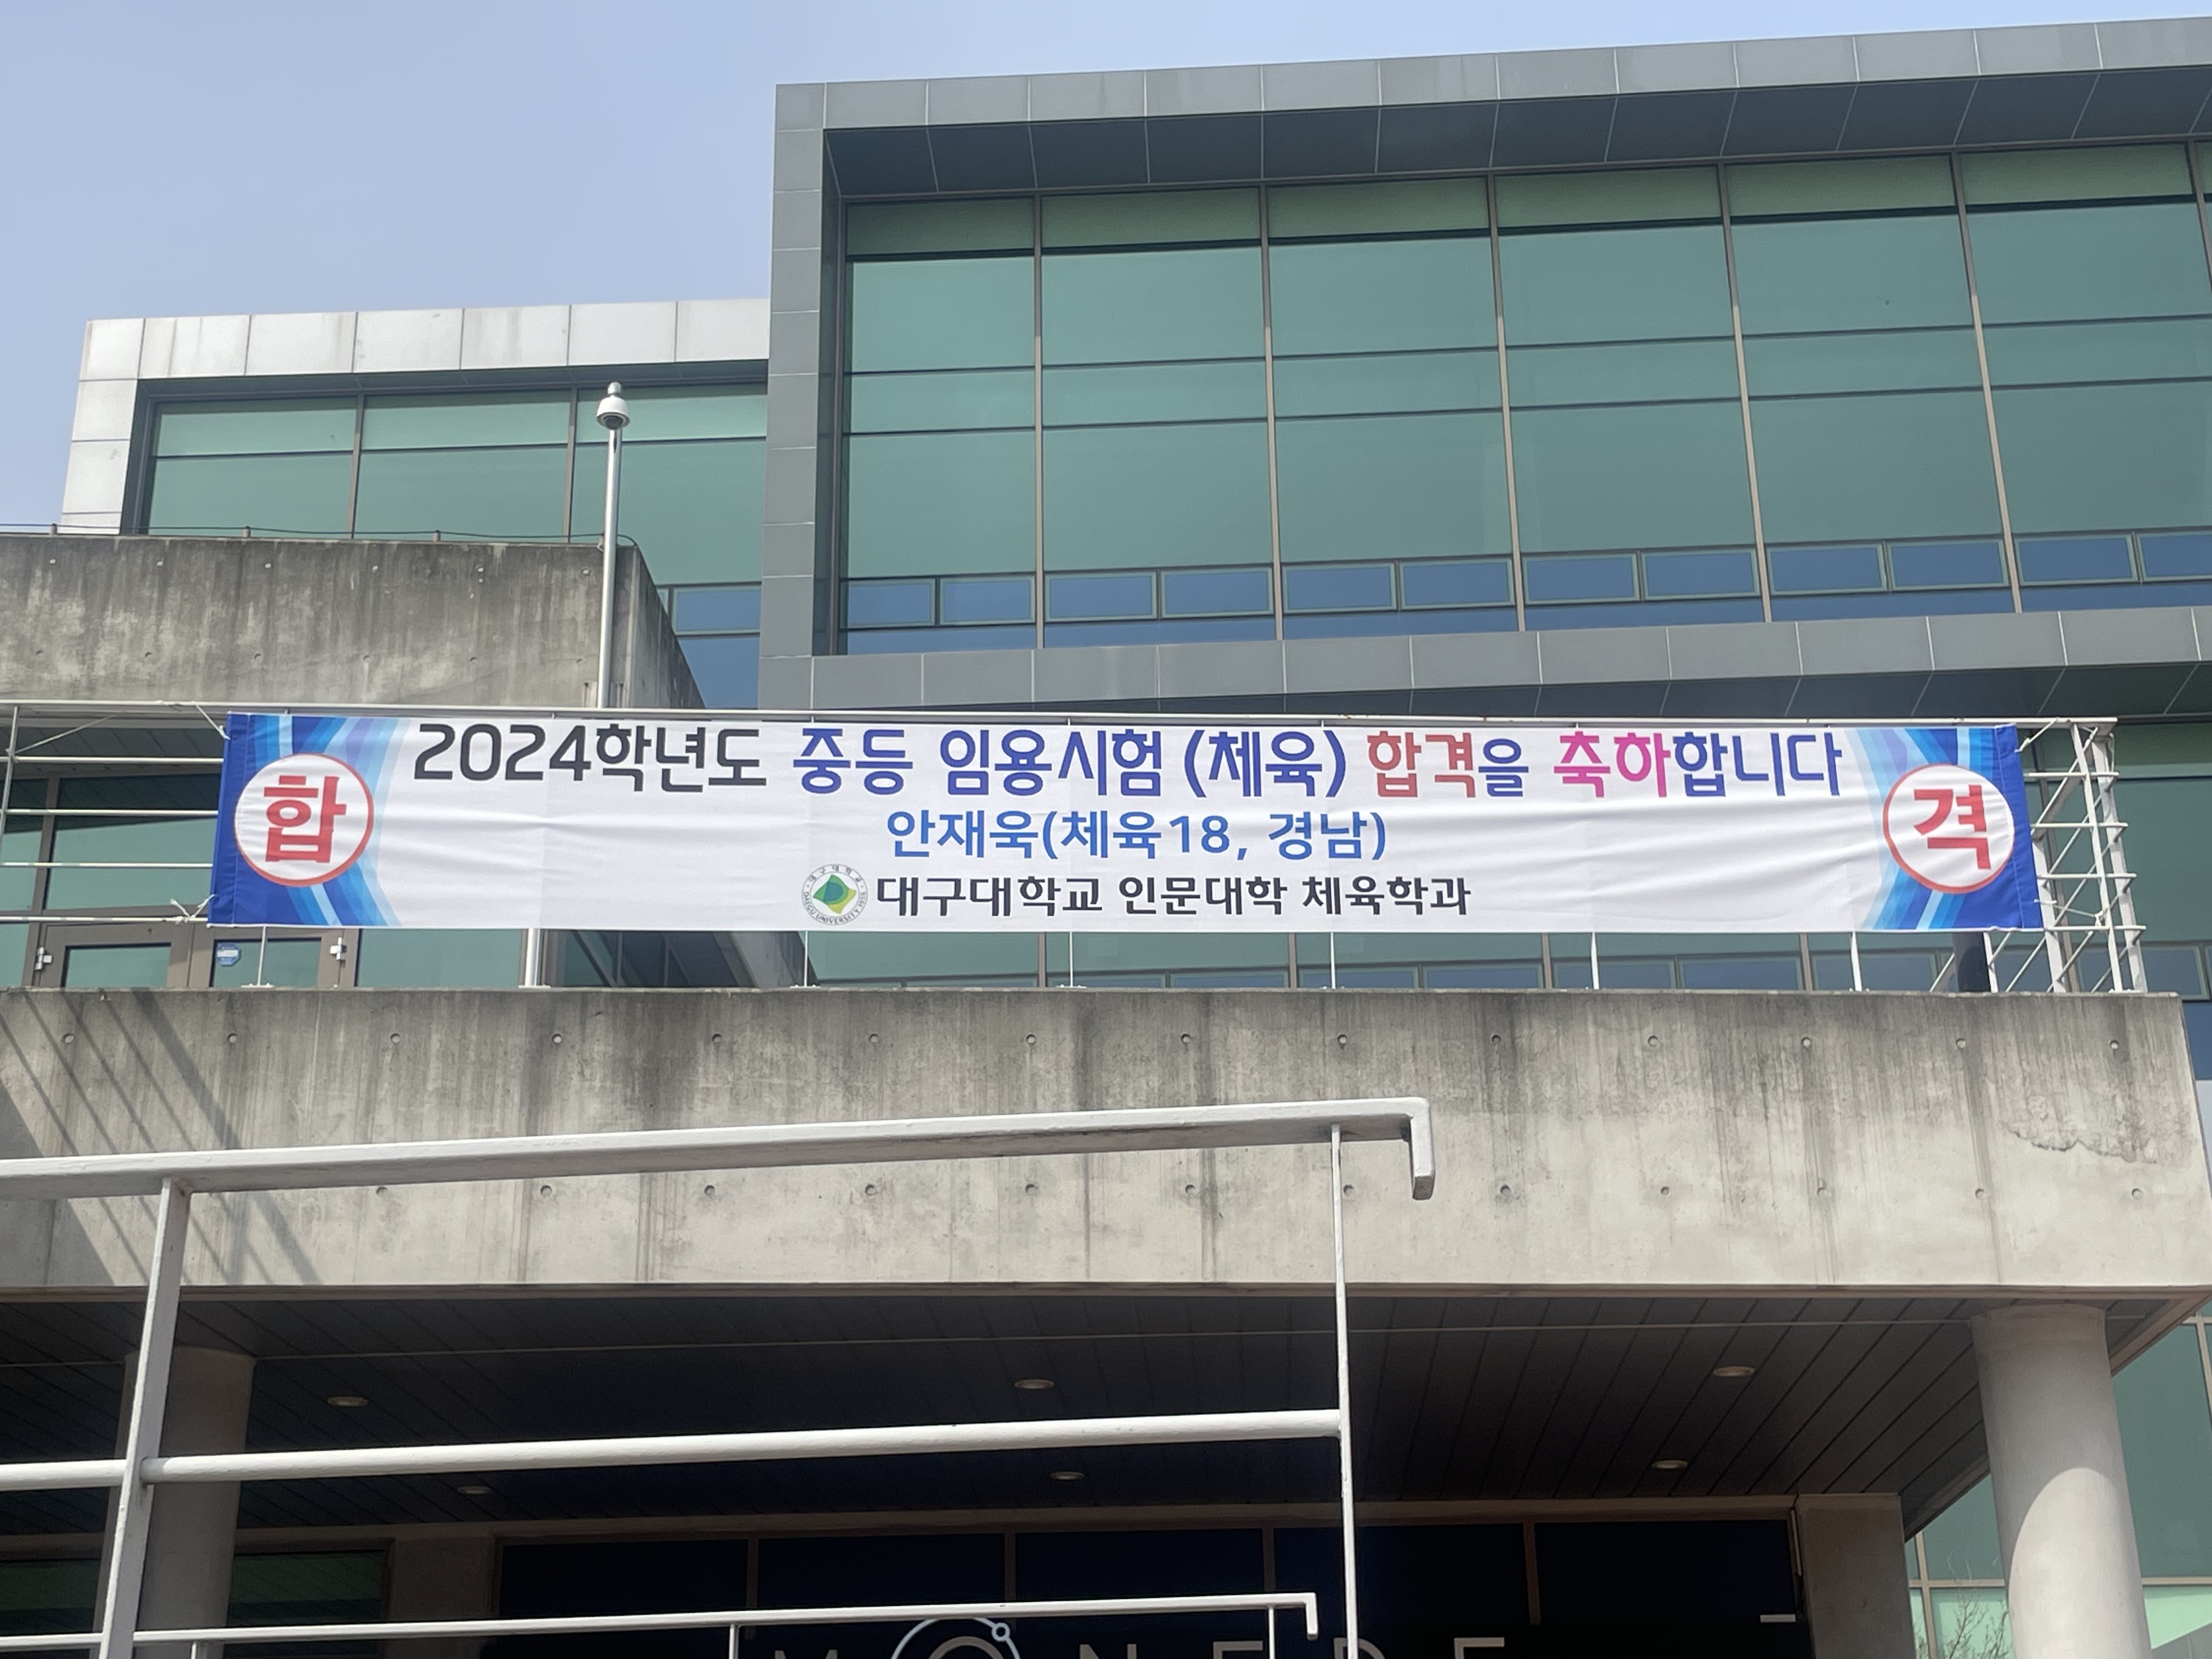 합
2024학년도 중등 임용시험 (체육) 합격을 축하합니다
안재욱(체육18, 경남)
대구대학교 인문대학 체육학과
격